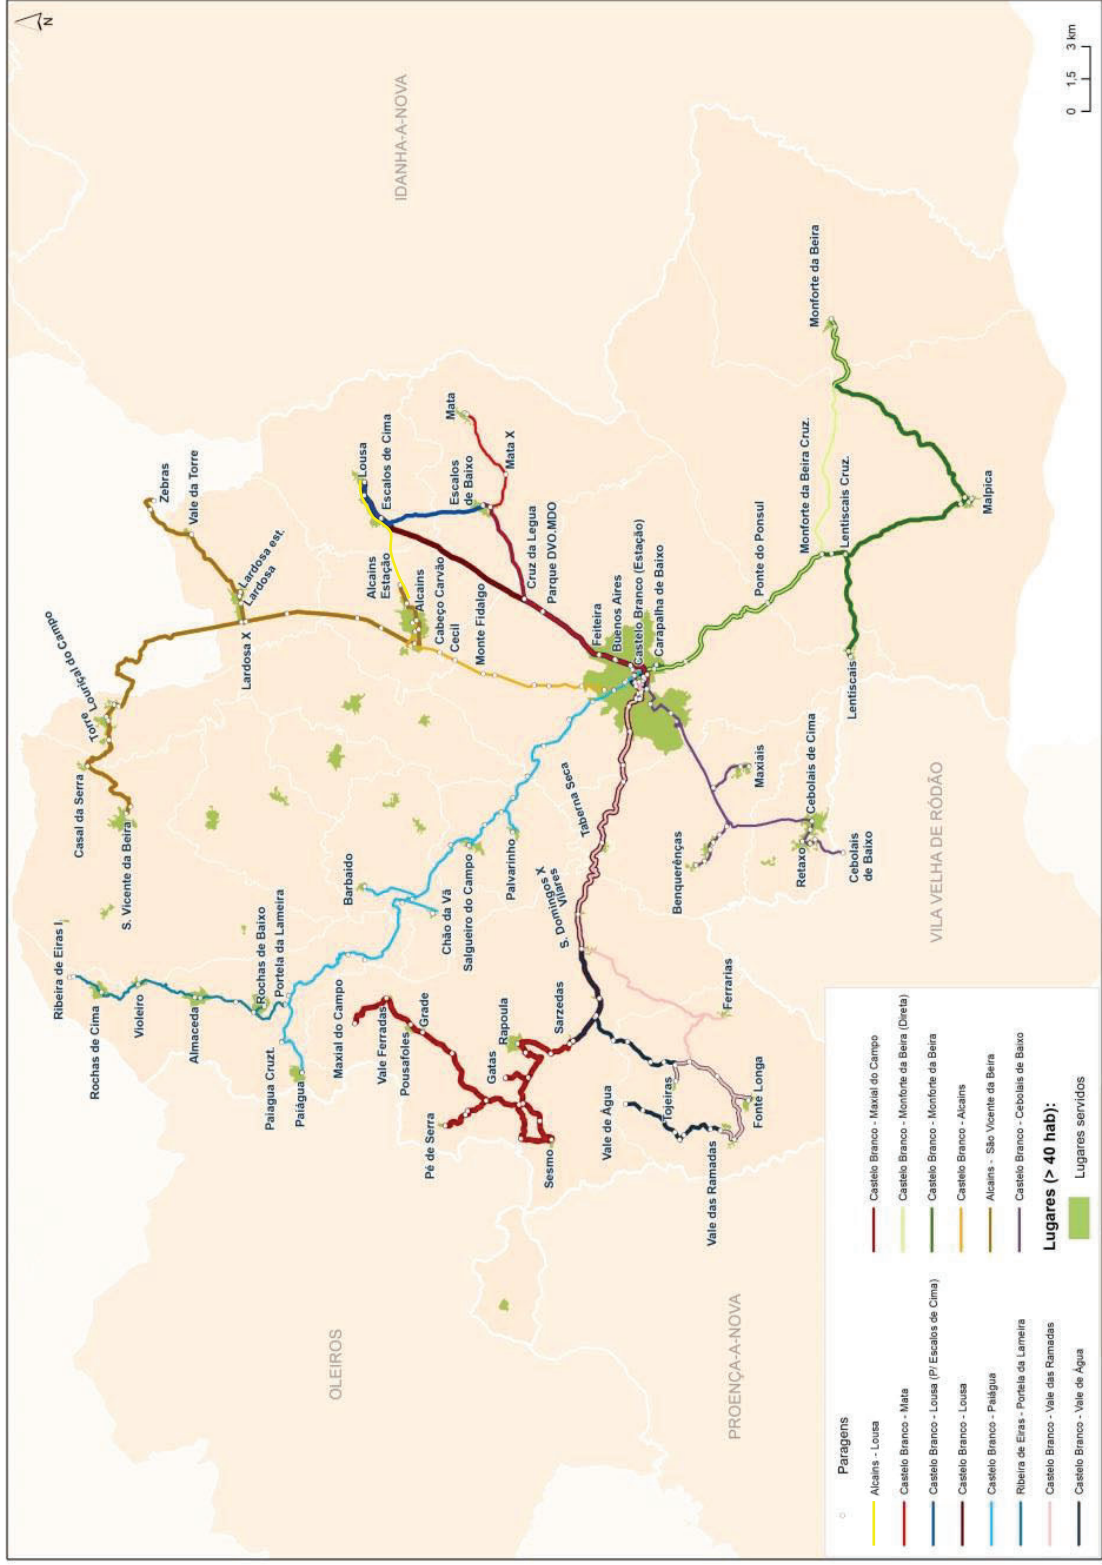 N
IDANHA-A-NOVA
OLEIROS
PROENÇA-A-NOVA
VILA VELHA DE RÓDÃO
0 1,5 3 km
Ribeira de Eiras I
Rochas de Cima
Violeiro
Almaceda
Rochas de Baixo
Portela da Lameira
Paiagua Cruzt.
Paiágua
Casal da Serra
S. Vicente da Beira
Torre
Louriçal do Campo
Zebras
Vale da Torre
Lardosa est.
Lardosa
Lardosa X
Lousa
Escalos de Cima
Alcains
Estação
Alcains
Cabeço Carvão
Cecil
Monte Fidalgo
Escalos
de Baixo
Mata
Mata X
Cruz da Legua
Parque DVO.MDO
Feiteira
Buenos Aires
Castelo Branco (Estação)
Carapalha de Baixo
Ponte do Ponsul
Monforte da Beira
Monforte da Beira Cruz.
Lentiscais Cruz.
Malpica
Lentiscais
Barbaido
Chão da Vã
Salgueiro do Campo
Palvarinho
Taberna Seca
S. Domingos X
Vilares
Maxiais
Cebolais de Cima
Benquerênças
Retaxo
Cebolais
de Baixo
Maxial do Campo
Vale Ferradas
Pousafoles
Grade
Gatas
Rapoula
Sarzedas
Pé de Serra
Sesmo
Vale de Água
Tojeiras
Vale das Ramadas
Fonte Longa
Ferrarias
Paragens
Alcains - Lousa
Castelo Branco - Mata
Castelo Branco - Lousa (P/ Escalos de Cima)
Castelo Branco - Lousa
Castelo Branco - Paiágua
Ribeira de Eiras - Portela da Lameira
Castelo Branco - Vale das Ramadas
Castelo Branco - Vale de Água
Castelo Branco - Maxial do Campo
Castelo Branco - Monforte da Beira (Direta)
Castelo Branco - Monforte da Beira
Castelo Branco - Alcains
Alcains - São Vicente da Beira
Castelo Branco - Cebolais de Baixo
Lugares (> 40 hab):
Lugares servidos